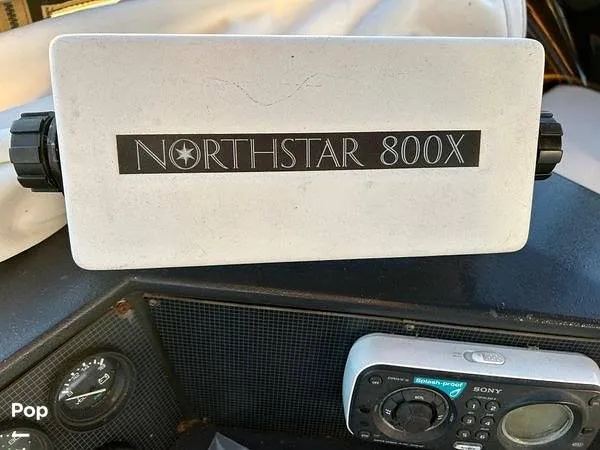 NORTHSTAR 800X
Splash-proof
SONY
Pop